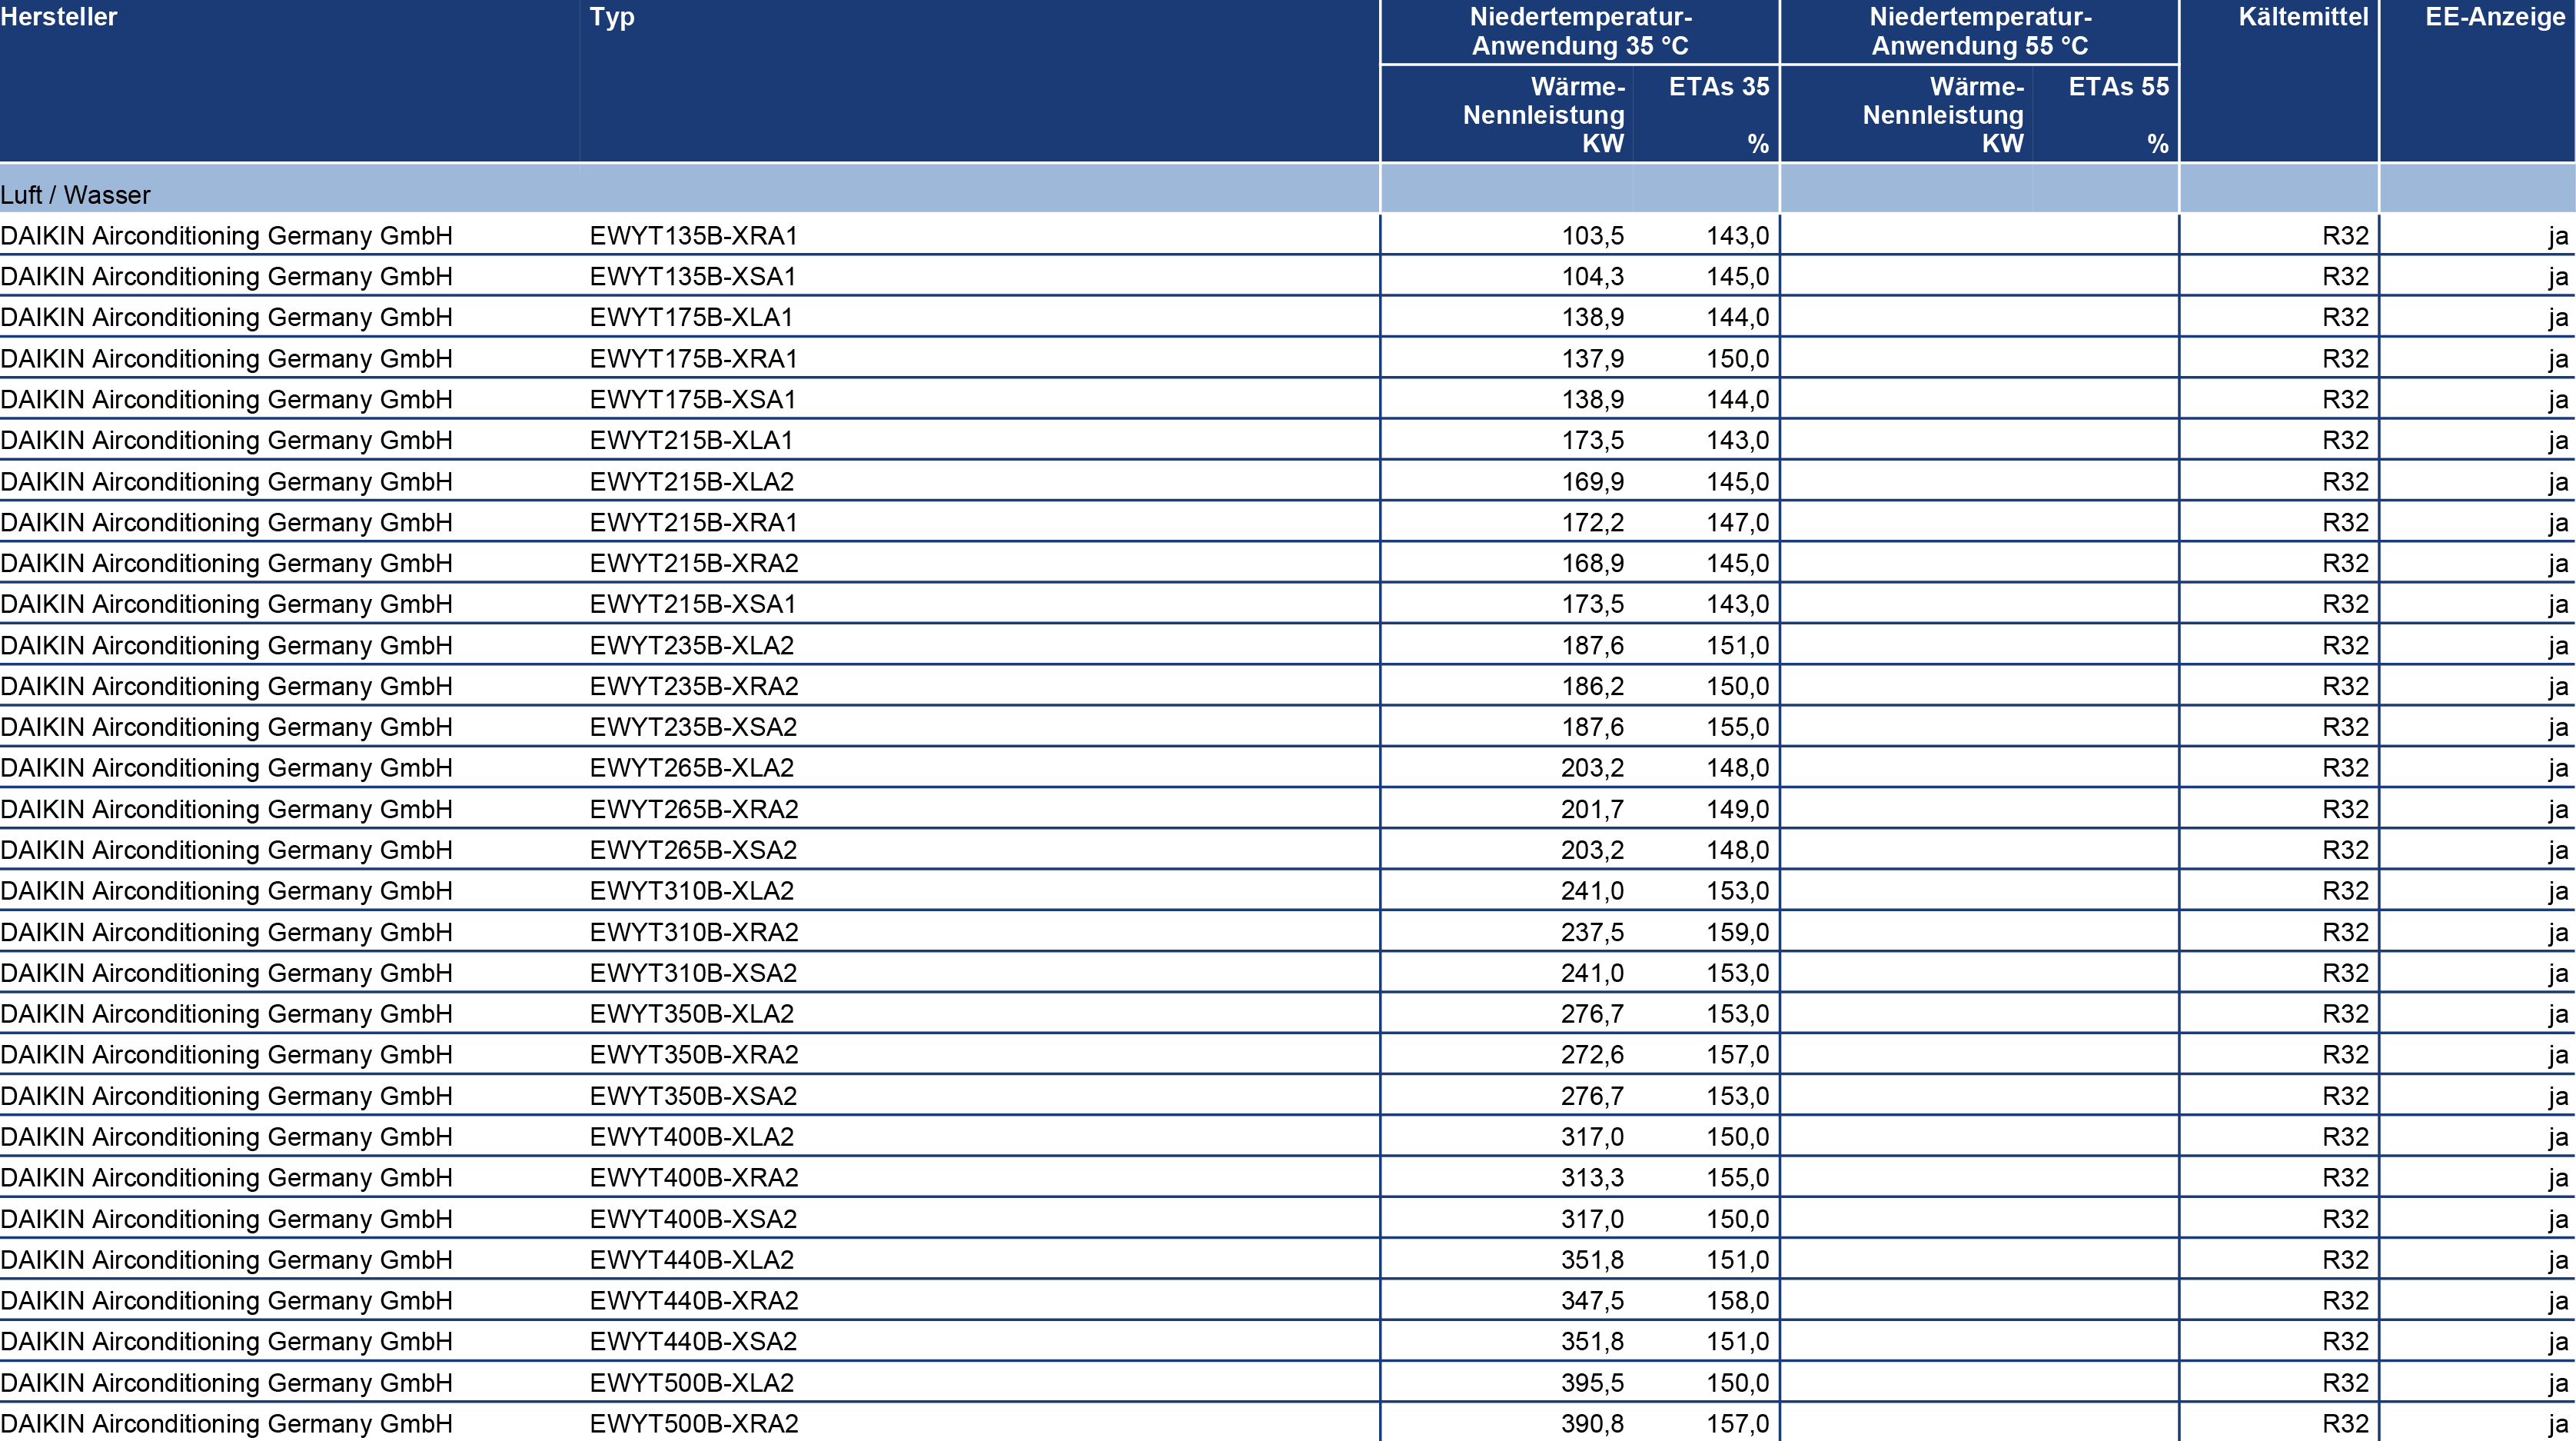 Hersteller Typ Niedertemperatur- Niedertemperatur- Kältemittel EE-Anzeige
Anwendung 35 °C Anwendung 55 °C
Wärme- ETAs 35 Wärme- ETAs 55
Nennleistung Nennleistung
KW % KW %
Luft / Wasser
DAIKIN Airconditioning Germany GmbH EWYT135B-XRA1 103,5 143,0 R32 ja
DAIKIN Airconditioning Germany GmbH EWYT135B-XSA1 104,3 145,0 R32 ja
DAIKIN Airconditioning Germany GmbH EWYT175B-XLA1 138,9 144,0 R32 ja
DAIKIN Airconditioning Germany GmbH EWYT175B-XRA1 137,9 150,0 R32 ja
DAIKIN Airconditioning Germany GmbH EWYT175B-XSA1 138,9 144,0 R32 ja
DAIKIN Airconditioning Germany GmbH EWYT215B-XLA1 173,5 143,0 R32 ja
DAIKIN Airconditioning Germany GmbH EWYT215B-XLA2 169,9 145,0 R32 ja
DAIKIN Airconditioning Germany GmbH EWYT215B-XRA1 172,2 147,0 R32 ja
DAIKIN Airconditioning Germany GmbH EWYT215B-XRA2 168,9 145,0 R32 ja
DAIKIN Airconditioning Germany GmbH EWYT215B-XSA1 173,5 143,0 R32 ja
DAIKIN Airconditioning Germany GmbH EWYT235B-XLA2 187,6 151,0 R32 ja
DAIKIN Airconditioning Germany GmbH EWYT235B-XRA2 186,2 150,0 R32 ja
DAIKIN Airconditioning Germany GmbH EWYT235B-XSA2 187,6 155,0 R32 ja
DAIKIN Airconditioning Germany GmbH EWYT265B-XLA2 203,2 148,0 R32 ja
DAIKIN Airconditioning Germany GmbH EWYT265B-XRA2 201,7 149,0 R32 ja
DAIKIN Airconditioning Germany GmbH EWYT265B-XSA2 203,2 148,0 R32 ja
DAIKIN Airconditioning Germany GmbH EWYT310B-XLA2 241,0 153,0 R32 ja
DAIKIN Airconditioning Germany GmbH EWYT310B-XRA2 237,5 159,0 R32 ja
DAIKIN Airconditioning Germany GmbH EWYT310B-XSA2 241,0 153,0 R32 ja
DAIKIN Airconditioning Germany GmbH EWYT350B-XLA2 276,7 153,0 R32 ja
DAIKIN Airconditioning Germany GmbH EWYT350B-XRA2 272,6 157,0 R32 ja
DAIKIN Airconditioning Germany GmbH EWYT350B-XSA2 276,7 153,0 R32 ja
DAIKIN Airconditioning Germany GmbH EWYT400B-XLA2 317,0 150,0 R32 ja
DAIKIN Airconditioning Germany GmbH EWYT400B-XRA2 313,3 155,0 R32 ja
DAIKIN Airconditioning Germany GmbH EWYT400B-XSA2 317,0 150,0 R32 ja
DAIKIN Airconditioning Germany GmbH EWYT440B-XLA2 351,8 151,0 R32 ja
DAIKIN Airconditioning Germany GmbH EWYT440B-XRA2 347,5 158,0 R32 ja
DAIKIN Airconditioning Germany GmbH EWYT440B-XSA2 351,8 151,0 R32 ja
DAIKIN Airconditioning Germany GmbH EWYT500B-XLA2 395,5 150,0 R32 ja
DAIKIN Airconditioning Germany GmbH EWYT500B-XRA2 390,8 157,0 R32 ja